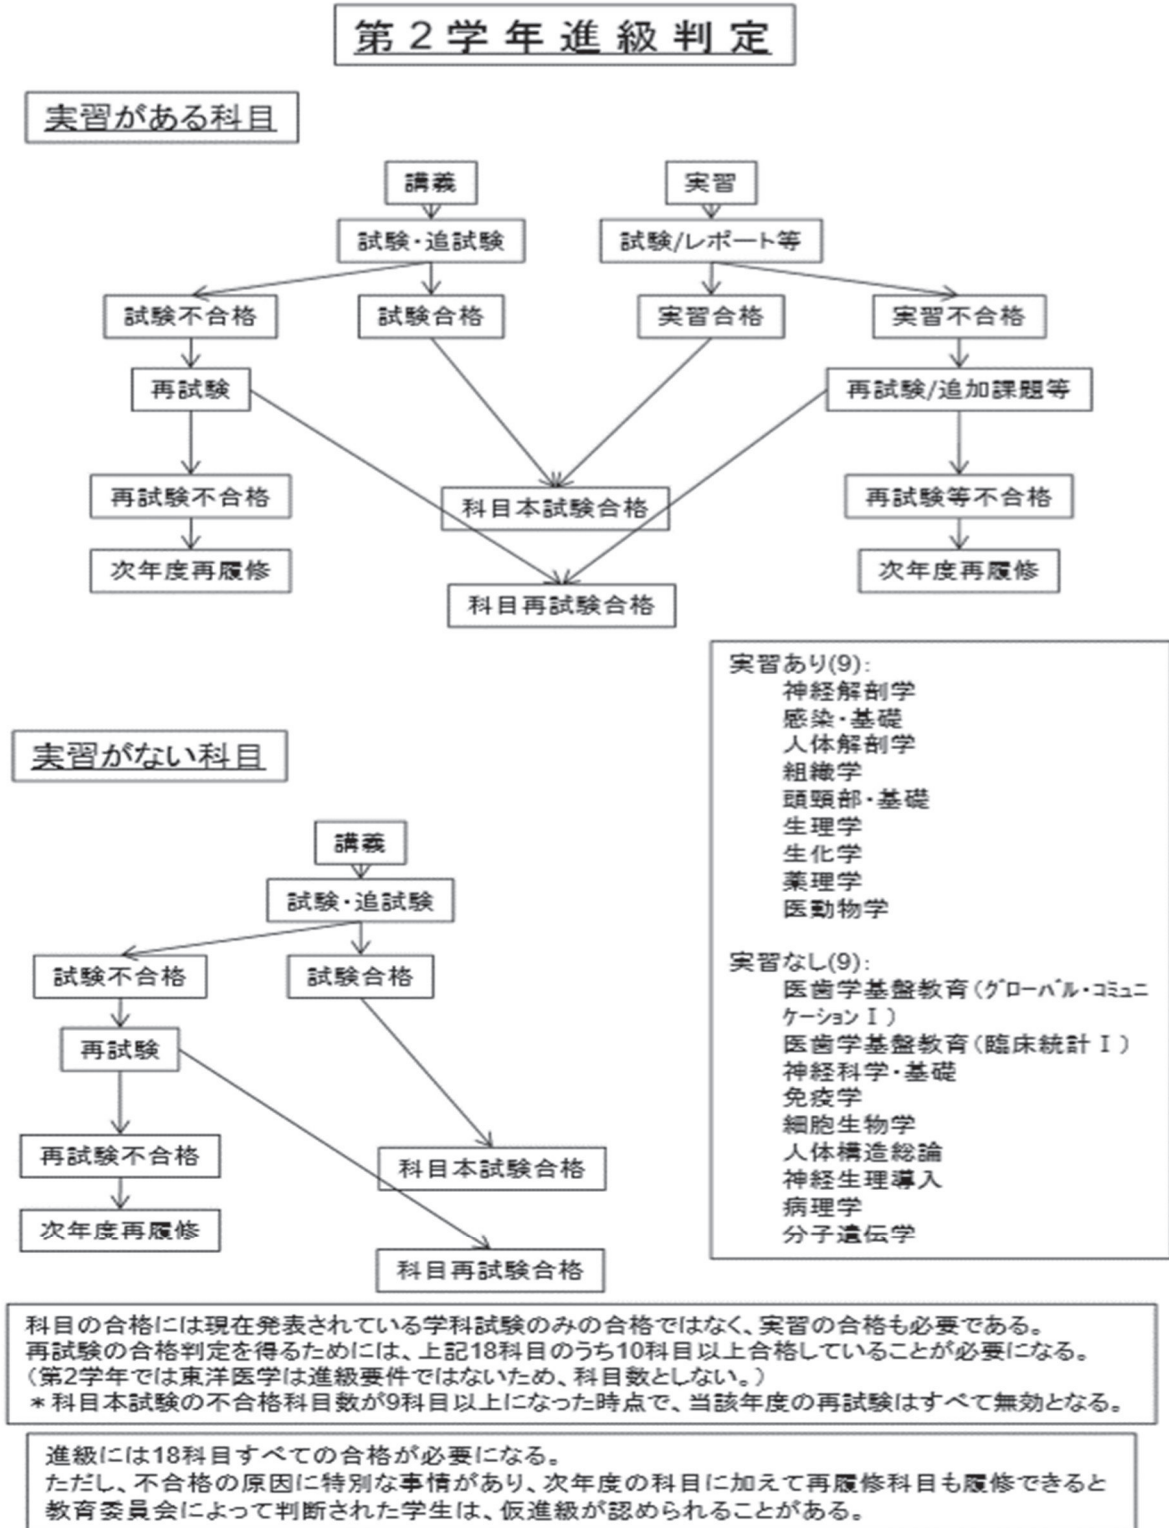 第２学年進級判定
実習がある科目
講義
実習
試験・追試験
試験/レポート等
試験不合格
試験合格
実習合格
実習不合格
再試験
再試験/追加課題等
再試験不合格
科目本試験合格
再試験等不合格
次年度再履修
次年度再履修
科目再試験合格
実習がない科目
講義
試験・追試験
試験不合格
試験合格
再試験
再試験不合格
科目本試験合格
次年度再履修
科目再試験合格
実習あり(9):
神経解剖学
感染・基礎
人体解剖学
組織学
頭頸部・基礎
生理学
生化学
薬理学
医動物学
実習なし(9):
医歯学基盤教育(ｸﾞﾛｰﾊﾞﾙ・ｺﾐｭﾆ
ｹｰｼｮﾝⅠ)
医歯学基盤教育(臨床統計Ⅰ)
神経科学・基礎
免疫学
細胞生物学
人体構造総論
神経生理導入
病理学
分子遺伝学
科目の合格には現在発表されている学科試験のみの合格ではなく、実習の合格も必要である。
再試験の合格判定を得るためには、上記18科目のうち10科目以上合格していることが必要になる。
(第2学年では東洋医学は進級要件ではないため、科目数としない。)
＊科目本試験の不合格科目数が9科目以上になった時点で、当該年度の再試験はすべて無効となる。
進級には18科目すべての合格が必要になる。
ただし、不合格の原因に特別な事情があり、次年度の科目に加えて再履修科目も履修できると
教育委員会によって判断された学生は、仮進級が認められることがある。